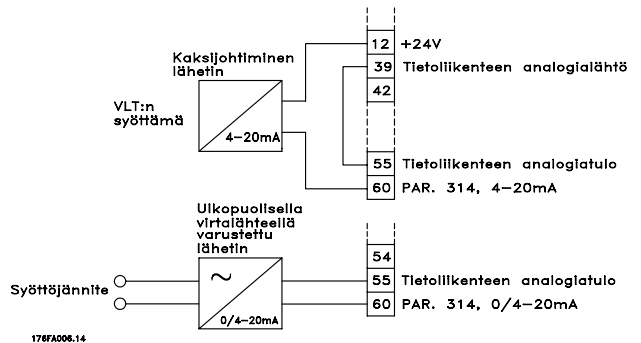 Kaksijohtiminen
lähetin
VLT:n
syöttämä
4–20mA
12 +24V
39 Tietoliikenteen analogialähtö
42
55 Tietoliikenteen analogiatulo
60 PAR. 314, 4–20mA
Ulkopuolisella
virtalähteellä
varustettu
lähetin
Syöttöjännite
~
0/4–20mA
54
55 Tietoliikenteen analogiatulo
60 PAR. 314, 0/4–20mA
176FA006.14